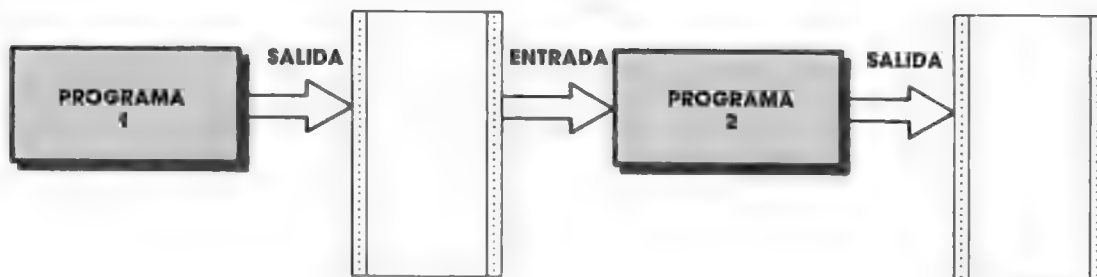 PROGRAMA
1
SALIDA
ENTRADA
PROGRAMA
2
SALIDA